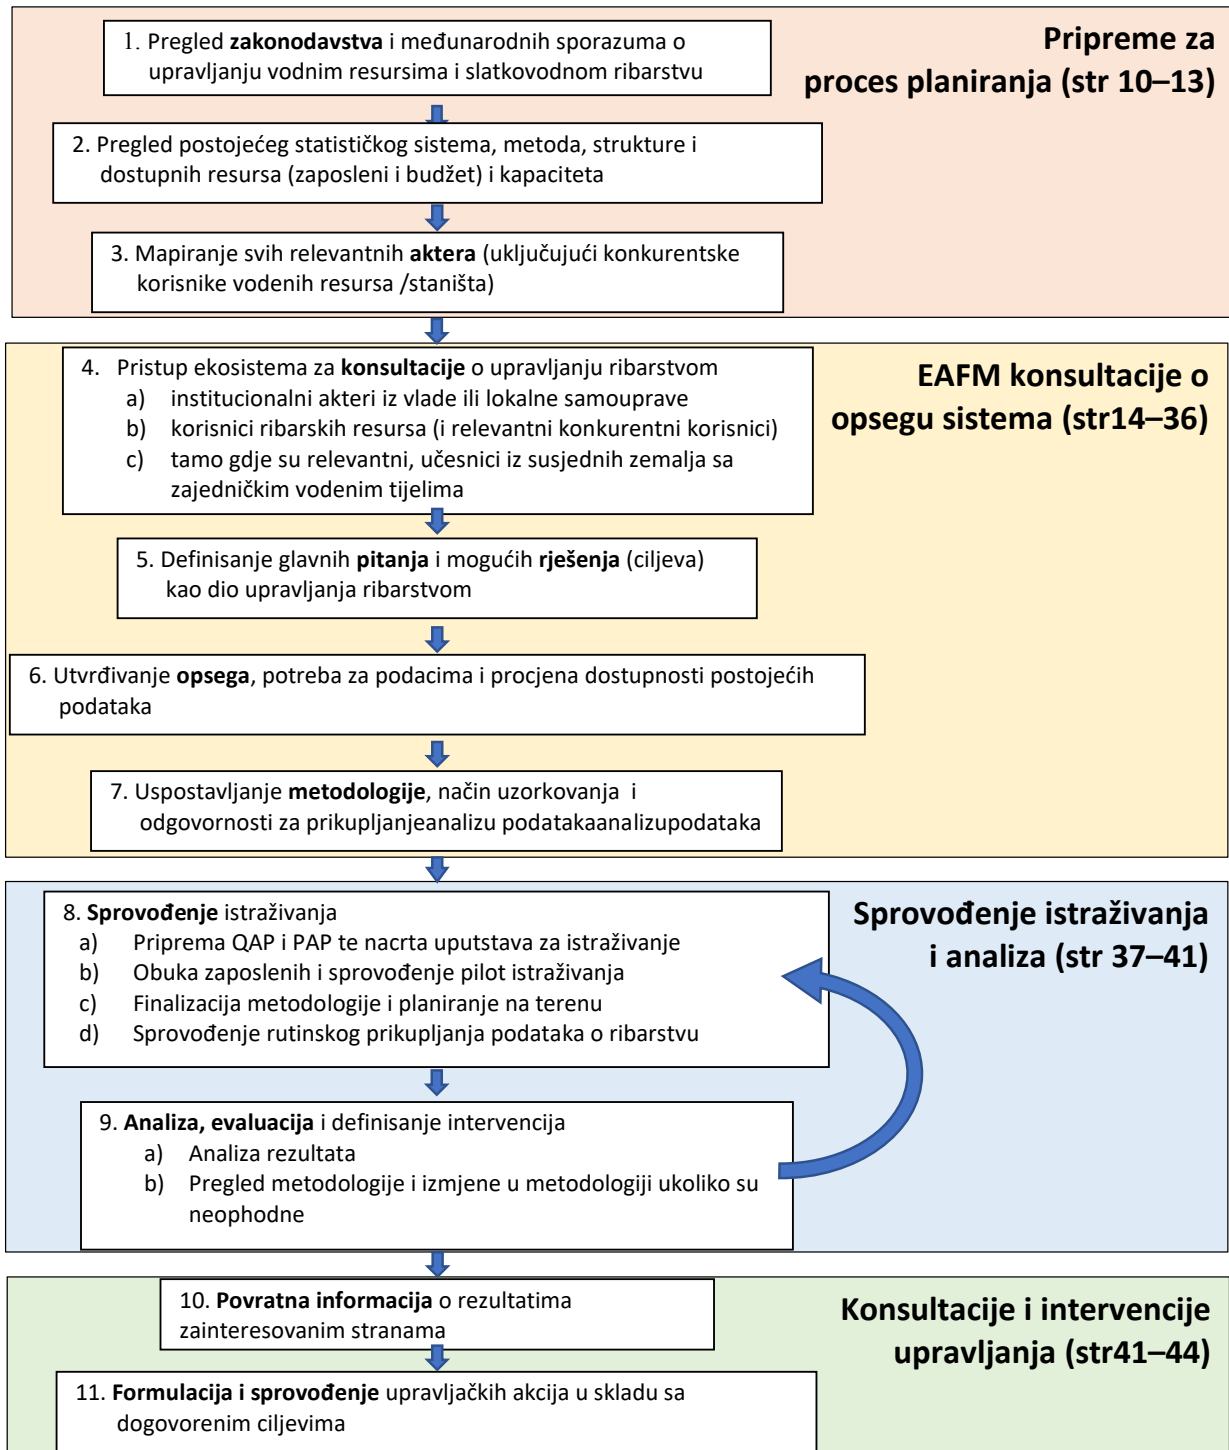 Pripreme za
proces planiranja (str 10–13)
1. Pregled zakonodavstva i međunarodnih sporazuma o
upravljanju vodnim resursima i slatkovodnom ribarstvu
2. Pregled postojećeg statističkog sistema, metoda, strukture i
dostupnih resursa (zaposleni i budžet) i kapaciteta
3. Mapiranje svih relevantnih aktera (uključujući konkurentske
korisnike vodenih resursa /staništa)
EAFM konsultacije o
opsegu sistema (str14–36)
4. Pristup ekosistema za konsultacije o upravljanju ribarstvom
a) institucionalni akteri iz vlade ili lokalne samouprave
b) korisnici ribarskih resursa (i relevantni konkurentni korisnici)
c) tamo gdje su relevantni, učesnici iz susjednih zemalja sa
zajedničkim vodenim tijelima
5. Definisanje glavnih pitanja i mogućih rješenja (ciljeva)
kao dio upravljanja ribarstvom
6. Utvrđivanje opsega, potreba za podacima i procjena dostupnosti postojećih
podataka
7. Uspostavljanje metodologije, način uzorkovanja i
odgovornosti za prikupljanjeanalizu podatakaanalizupodataka
Sprovođenje istraživanja
i analiza (str 37–41)
8. Sprovođenje istraživanja
a) Priprema QAP i PAP te nacrta uputstava za istraživanje
b) Obuka zaposlenih i sprovođenje pilot istraživanja
c) Finalizacija metodologije i planiranje na terenu
d) Sprovođenje rutinskog prikupljanja podataka o ribarstvu
9. Analiza, evaluacija i definisanje intervencija
a) Analiza rezultata
b) Pregled metodologije i izmjene u metodologiji ukoliko su
neophodne
Konsultacije i intervencije
upravljanja (str41–44)
10. Povratna informacija o rezultatima
zainteresovanim stranama
11. Formulacija i sprovođenje upravljačkih akcija u skladu sa
dogovorenim ciljevima